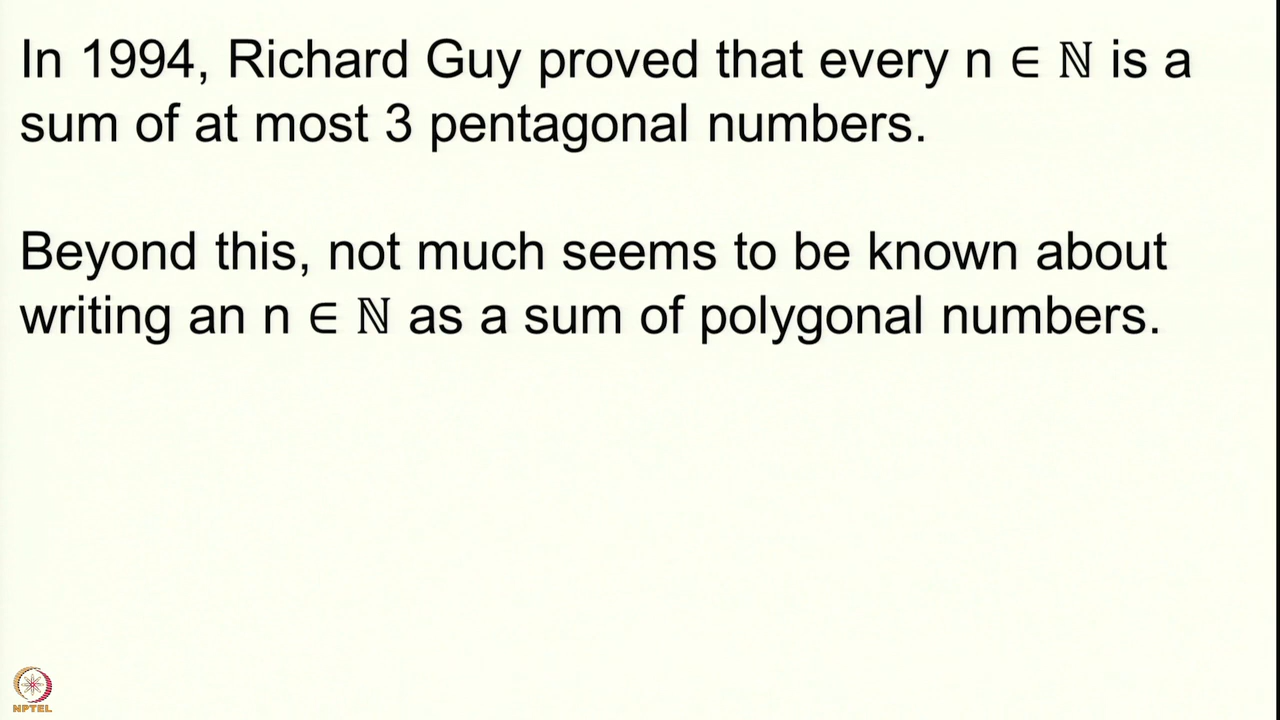 In 1994, Richard Guy proved that every n ∈ ℕ is a
sum of at most 3 pentagonal numbers.
Beyond this, not much seems to be known about
writing an n ∈ ℕ as a sum of polygonal numbers.
NPTEL